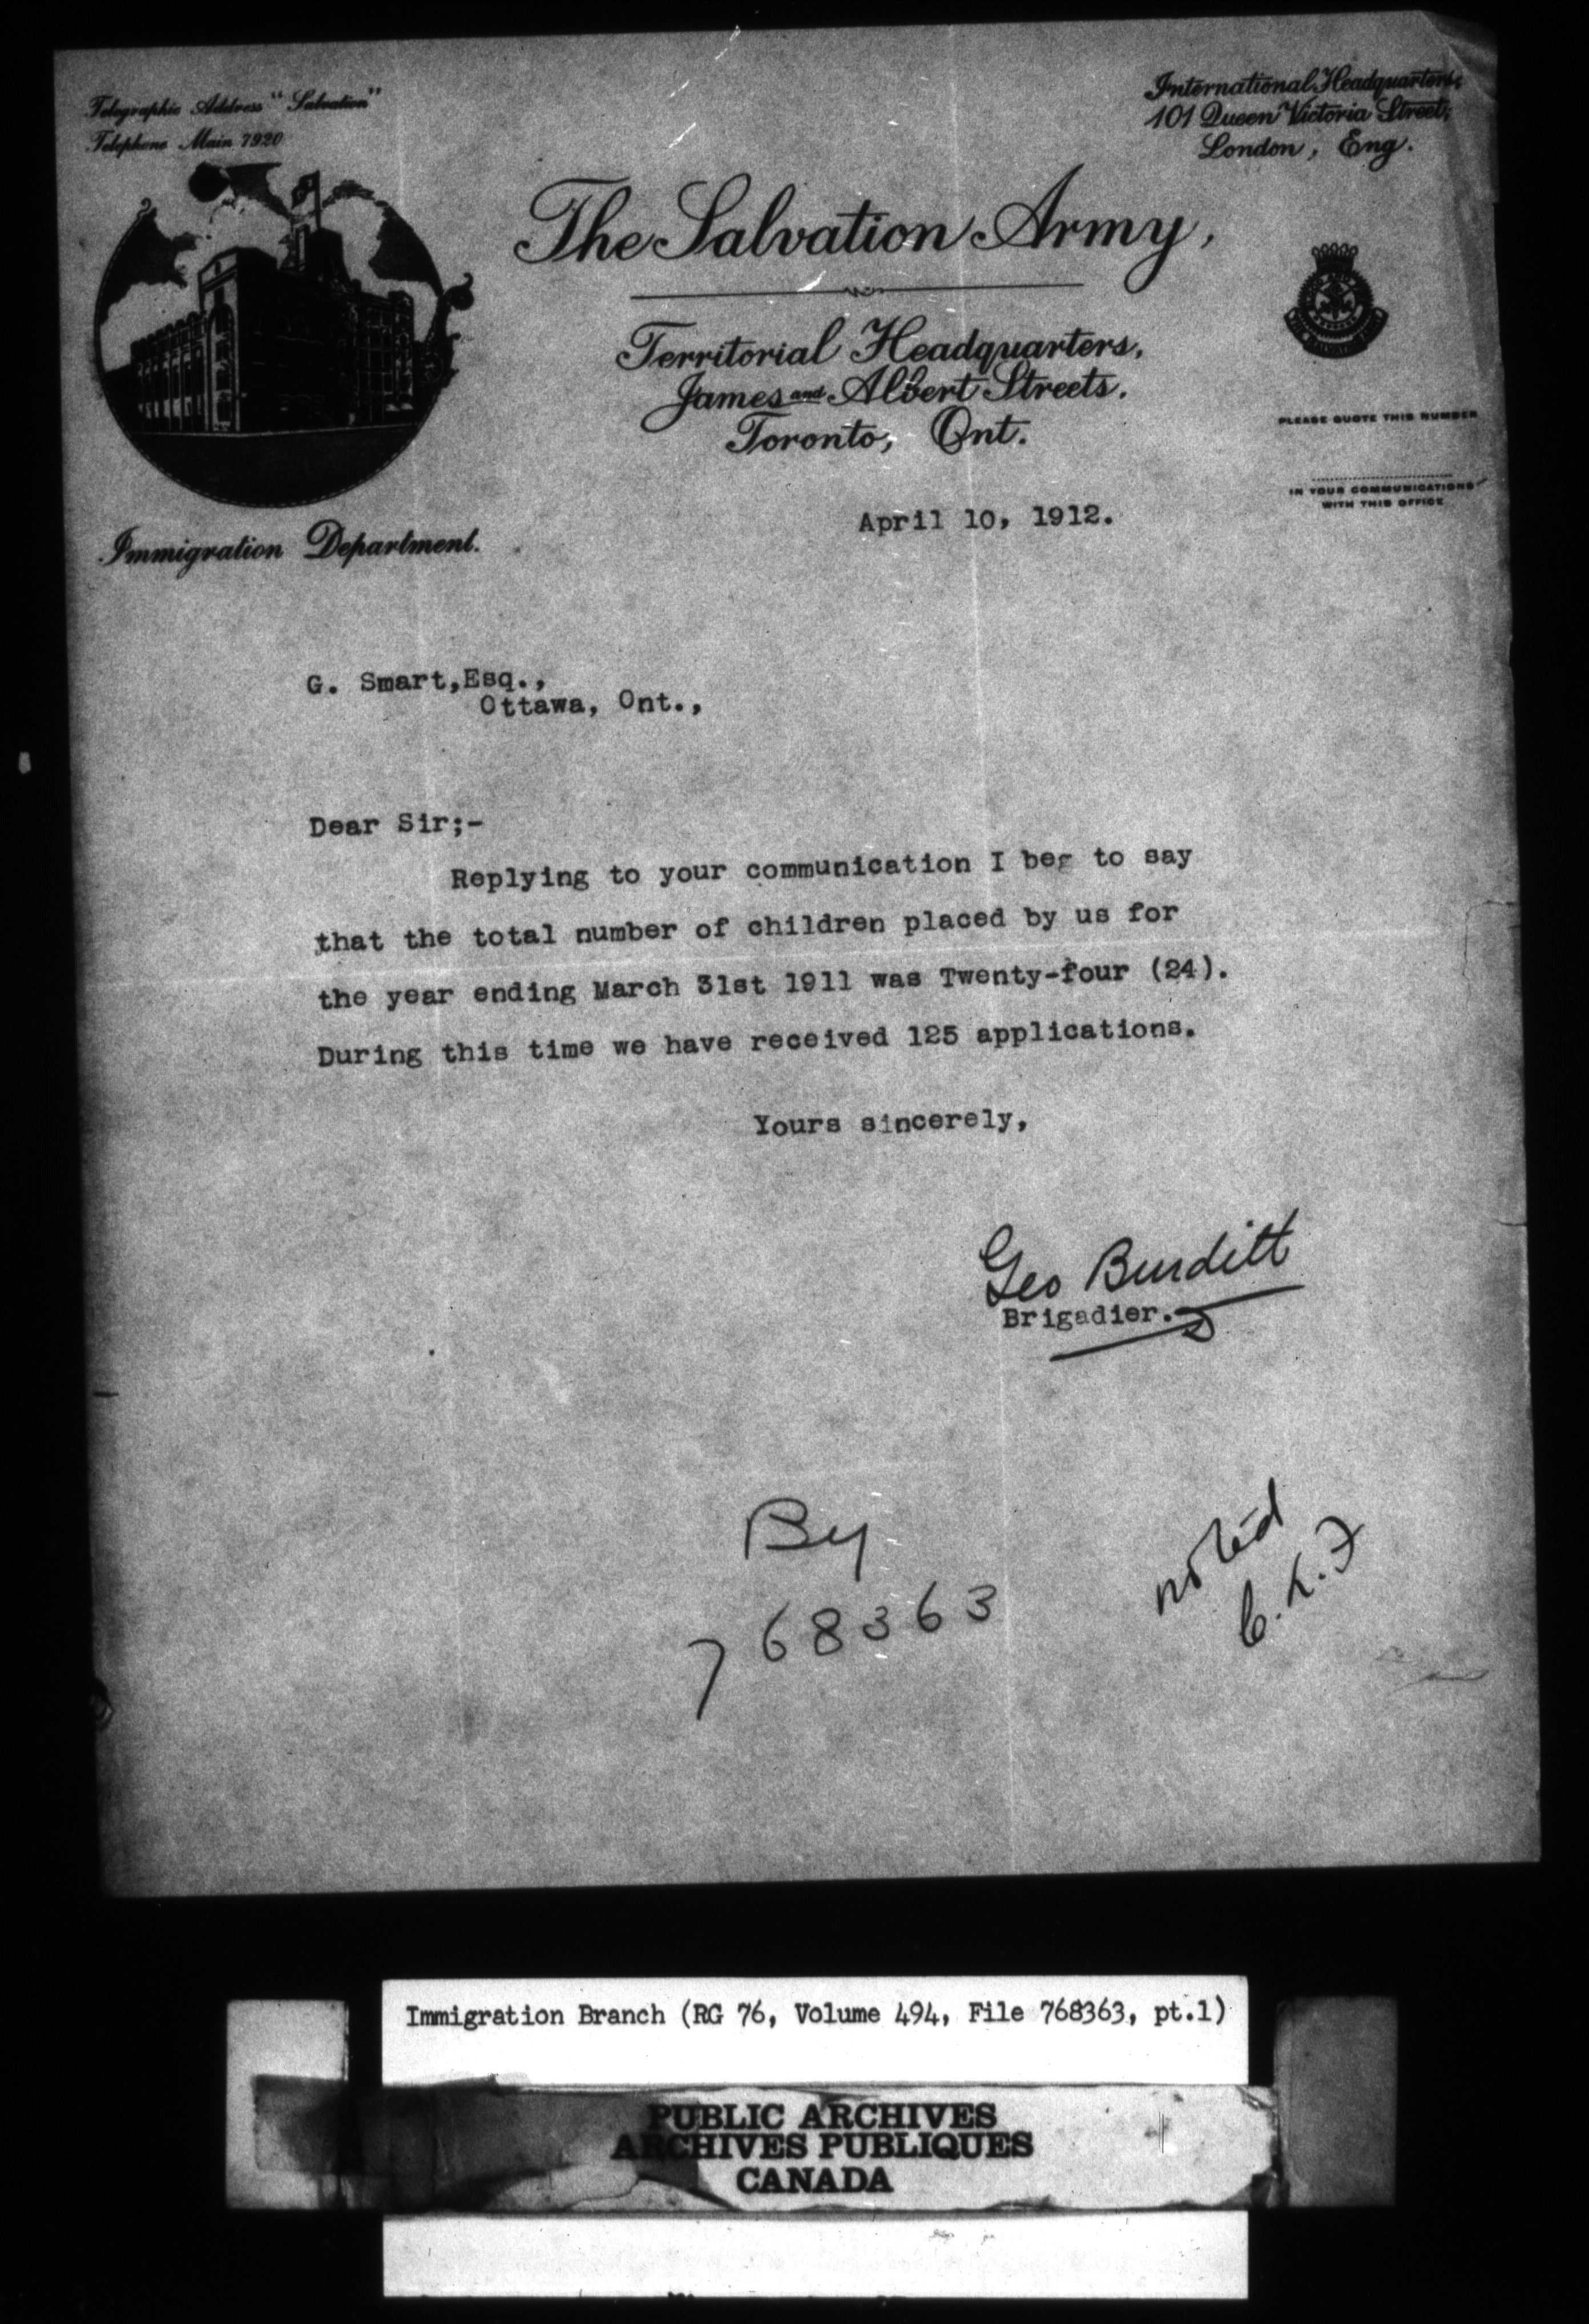 Telegraphic Address "Salvation"
Telephone Main 7920
International Headquarters,
101 Queen Victoria Street,
London, Eng.
The Salvation Army,
Territorial Headquarters,
James and Albert Streets.
Toronto, Ont.
PLEASE QUOTE THIS NUMBER
IN YOUR COMMUNICATIONS
WITH THIS OFFICE
Immigration Department.
April 10, 1912.
G. Smart,Esq.,
Ottawa, Ont.,
Dear Sir;-
Replying to your communication I beg to say
that the total number of children placed by us for
the year ending March 31st 1911 was Twenty-four (24).
During this time we have received 125 applications.
Yours sincerely,
Geo Burditt
Brigadier.
By
768363
noted
Immigration Branch (RG 76, Volume 494, File 768363, pt.1)
PUBLIC ARCHIVES
ARCHIVES PUBLIQUES
CANADA